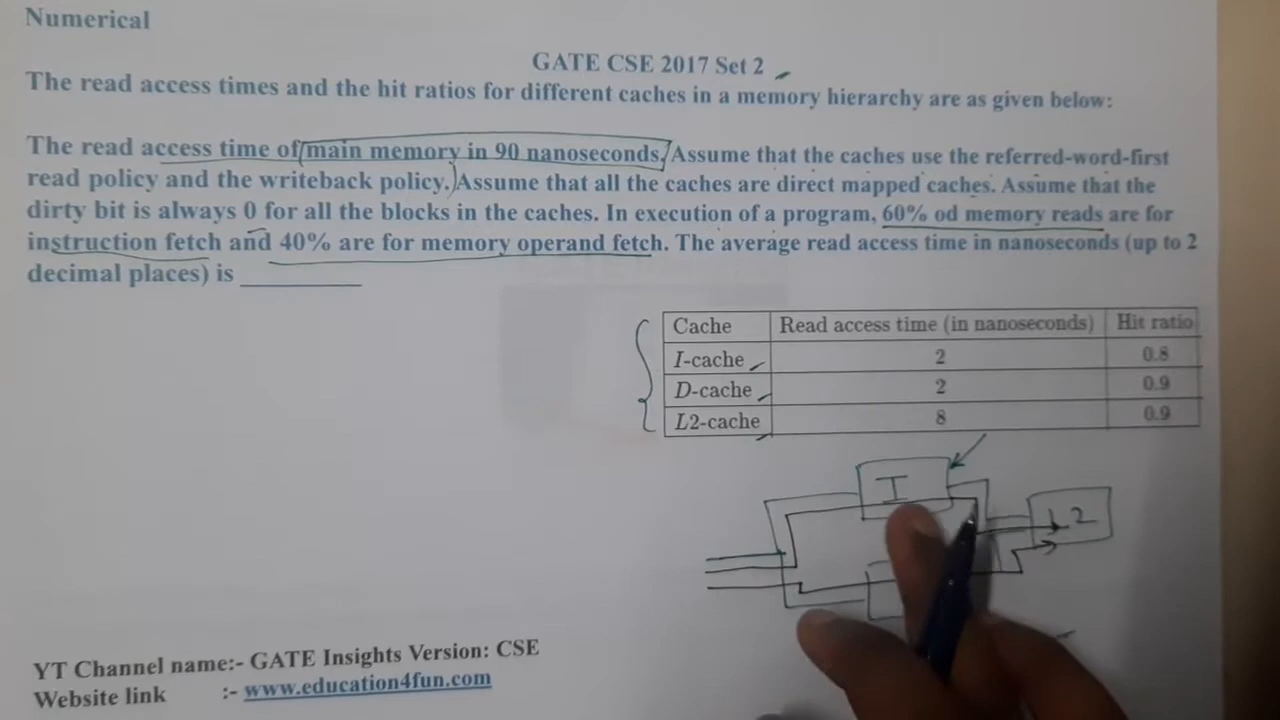 Numerical
GATE CSE 2017 Set 2
The read access times and the hit ratios for different caches in a memory hierarchy are as given below:
The read access time of main memory in 90 nanoseconds. Assume that the caches use the referred-word-first
read policy and the writeback policy. Assume that all the caches are direct mapped caches. Assume that the
dirty bit is always 0 for all the blocks in the caches. In execution of a program, 60% od memory reads are for
instruction fetch and 40% are for memory operand fetch. The average read access time in nanoseconds (up to 2
decimal places) is ___________
Cache Read access time (in nanoseconds) Hit ratio
I-cache 2 0.8
D-cache 2 0.9
L2-cache 8 0.9
I
L2
YT Channel name:- GATE Insights Version: CSE
Website link :- www.education4fun.com